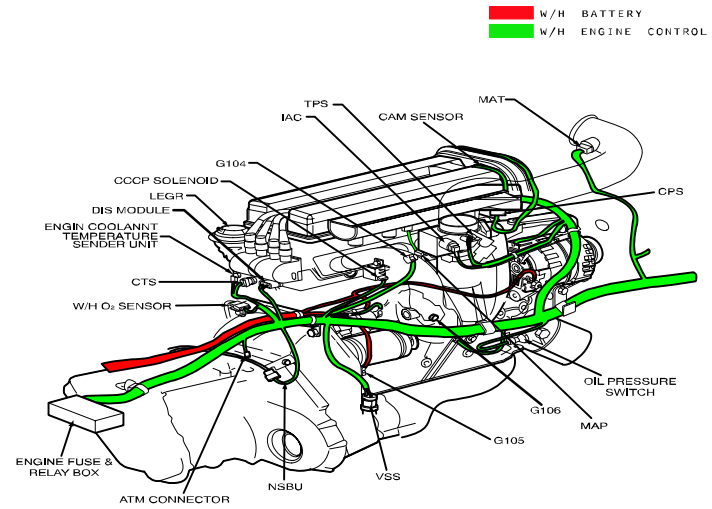 W/H BATTERY
W/H ENGINE CONTROL
TPS
IAC
CAM SENSOR
MAT
G104
CCCP SOLENOID
LEGR
DIS MODULE
ENGIN COOLANNT
TEMPERATURE
SENDER UNIT
CPS
CTS
W/H O₂ SENSOR
OIL PRESSURE
SWITCH
G106
MAP
G105
ENGINE FUSE &
RELAY BOX
VSS
NSBU
ATM CONNECTOR